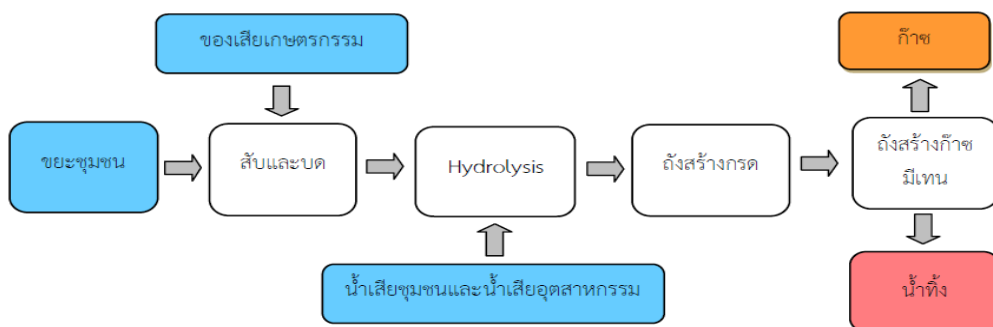 ของเสียเกษตรกรรม
ก๊าซ
ขยะชุมชน
สับและบด
Hydrolysis
ถังสร้างกรด
ถังสร้างก๊าซ
มีเทน
น้ำเสียชุมชนและน้ำเสียอุตสาหกรรม
น้ำทิ้ง